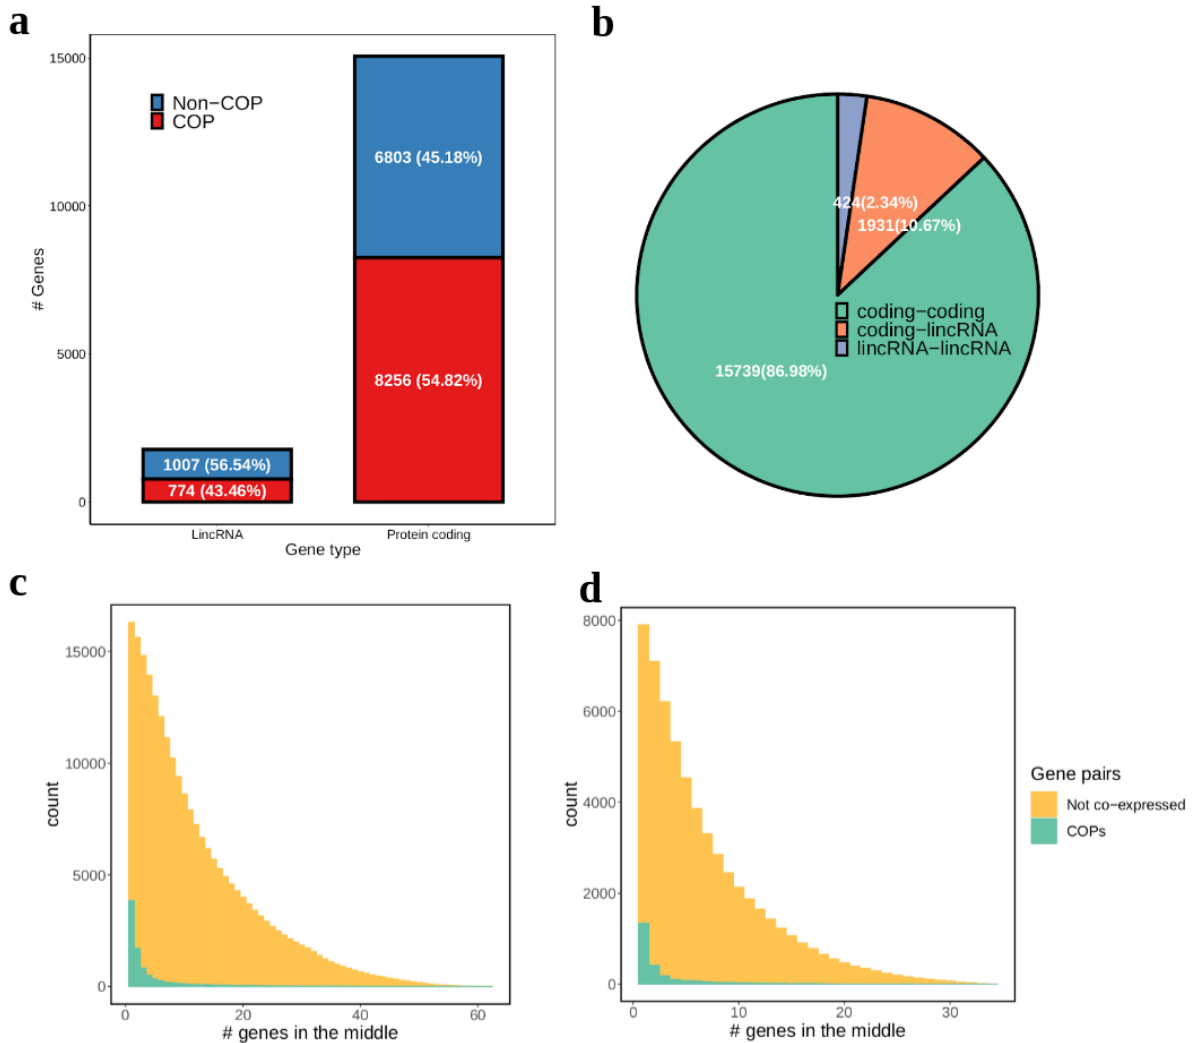 a
15000
10000
5000
0
# Genes
Non−COP
COP
6803 (45.18%)
8256 (54.82%)
1007 (56.54%)
774 (43.46%)
LincRNA
Protein coding
Gene type
b
424(2.34%)
1931(10.67%)
coding−coding
coding−lincRNA
lincRNA−lincRNA
15739(86.98%)
c
15000
10000
5000
0
count
0
20
40
60
# genes in the middle
d
8000
6000
4000
2000
0
count
0
10
20
30
# genes in the middle
Gene pairs
Not co−expressed
COPs